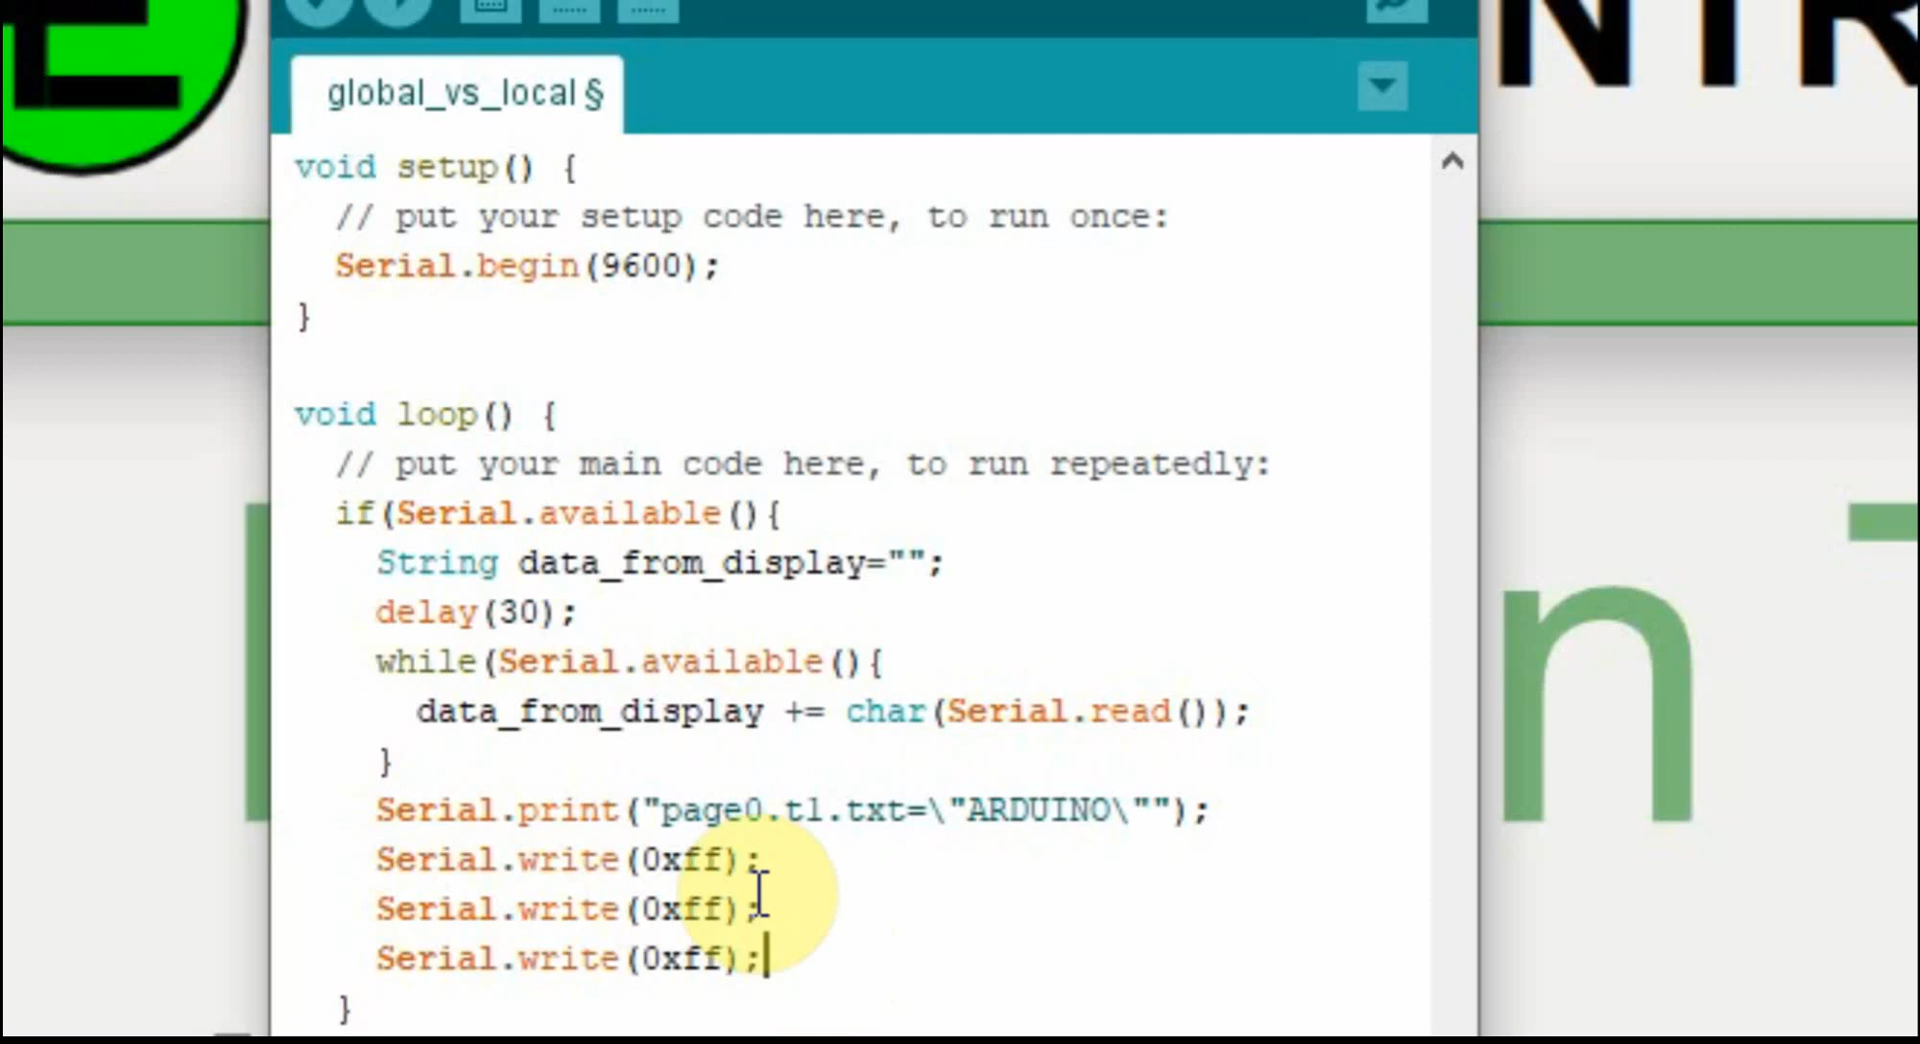 NTR
global_vs_local §
void setup() {
// put your setup code here, to run once:
Serial.begin(9600);
}
void loop() {
// put your main code here, to run repeatedly:
if(Serial.available(){
String data_from_display="";
delay(30);
while(Serial.available(){
data_from_display += char(Serial.read());
}
Serial.print("page0.t1.txt=\"ARDUINO\"");
Serial.write(0xff);
Serial.write(0xff);
Serial.write(0xff);
}
n